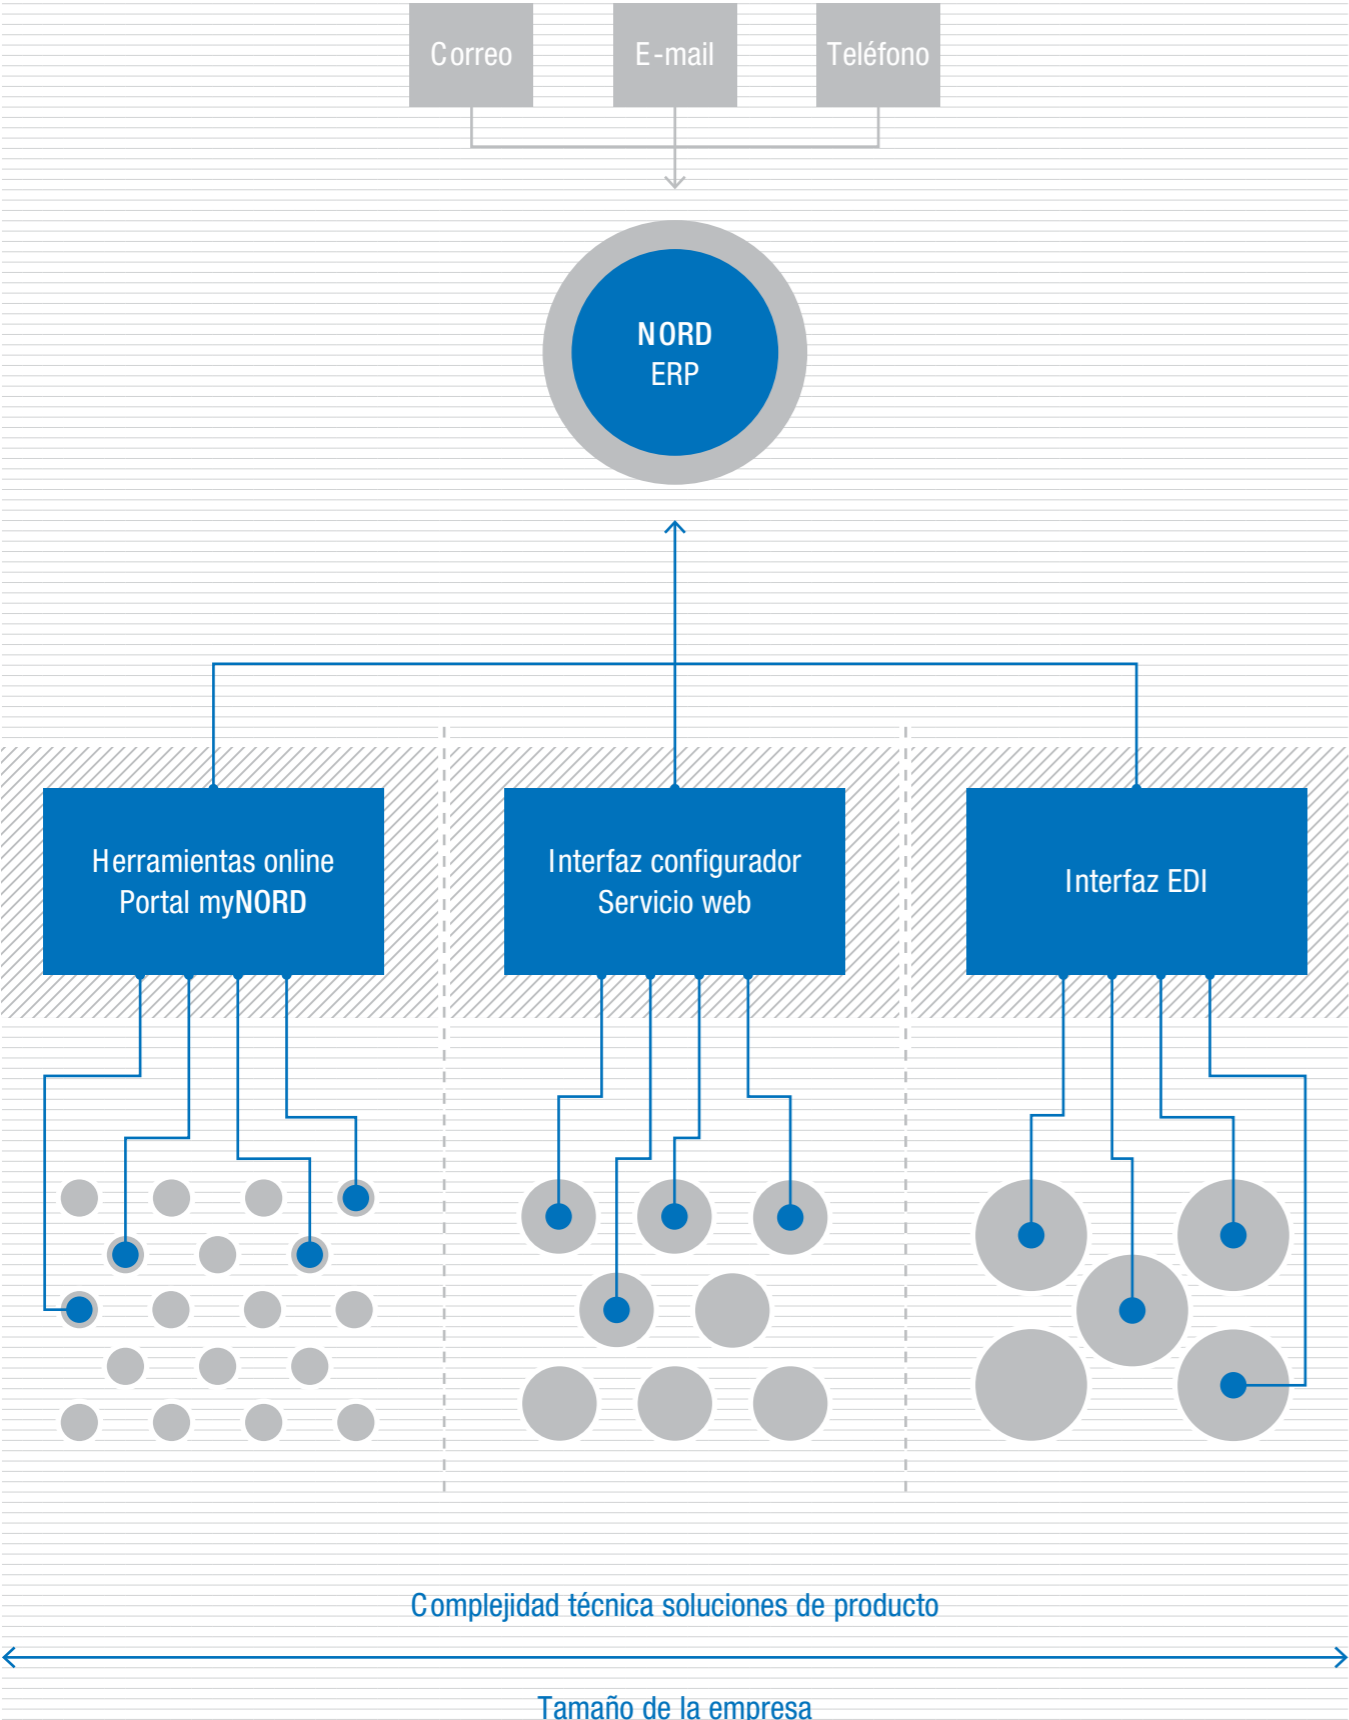 Correo
E-mail
Teléfono
NORD
ERP
Herramientas online
Portal myNORD
Interfaz configurador
Servicio web
Interfaz EDI
Complejidad técnica soluciones de producto
Tamaño de la empresa